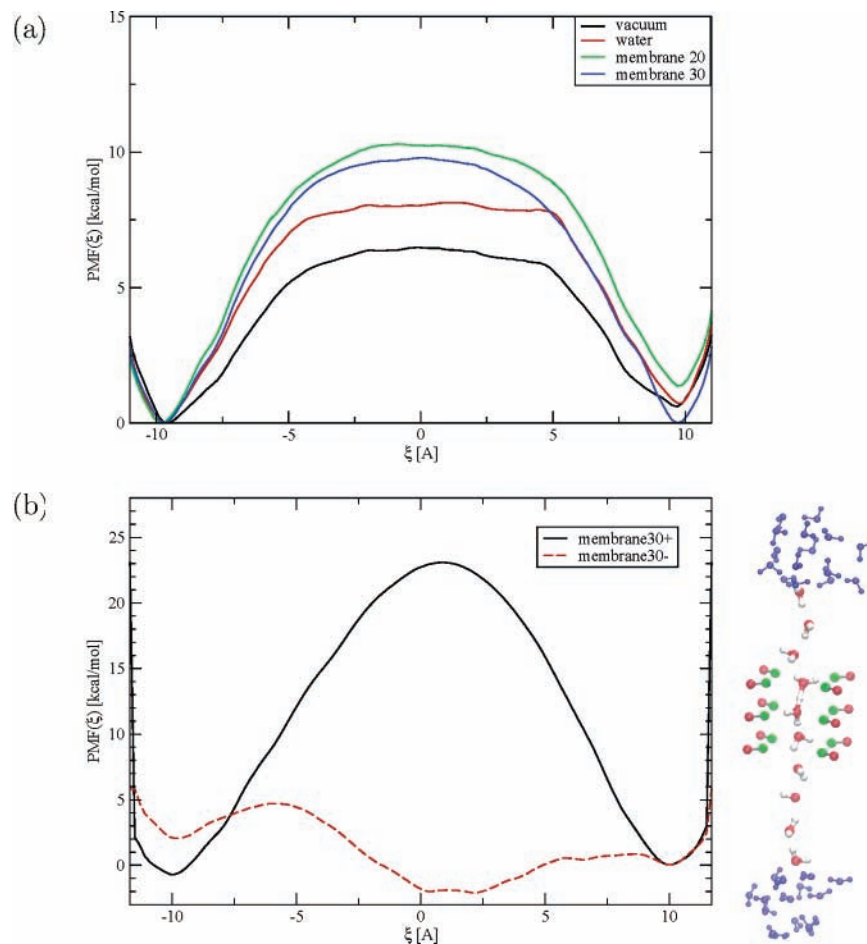 (a)
15
vacuum
water
membrane 20
membrane 30
10
PMF(ξ) [kcal/mol]
5
0
-10
-5
0
5
10
ξ [A]
(b)
25
membrane30+
membrane30-
20
15
PMF(ξ) [kcal/mol]
10
5
0
-10
-5
0
5
10
ξ [A]